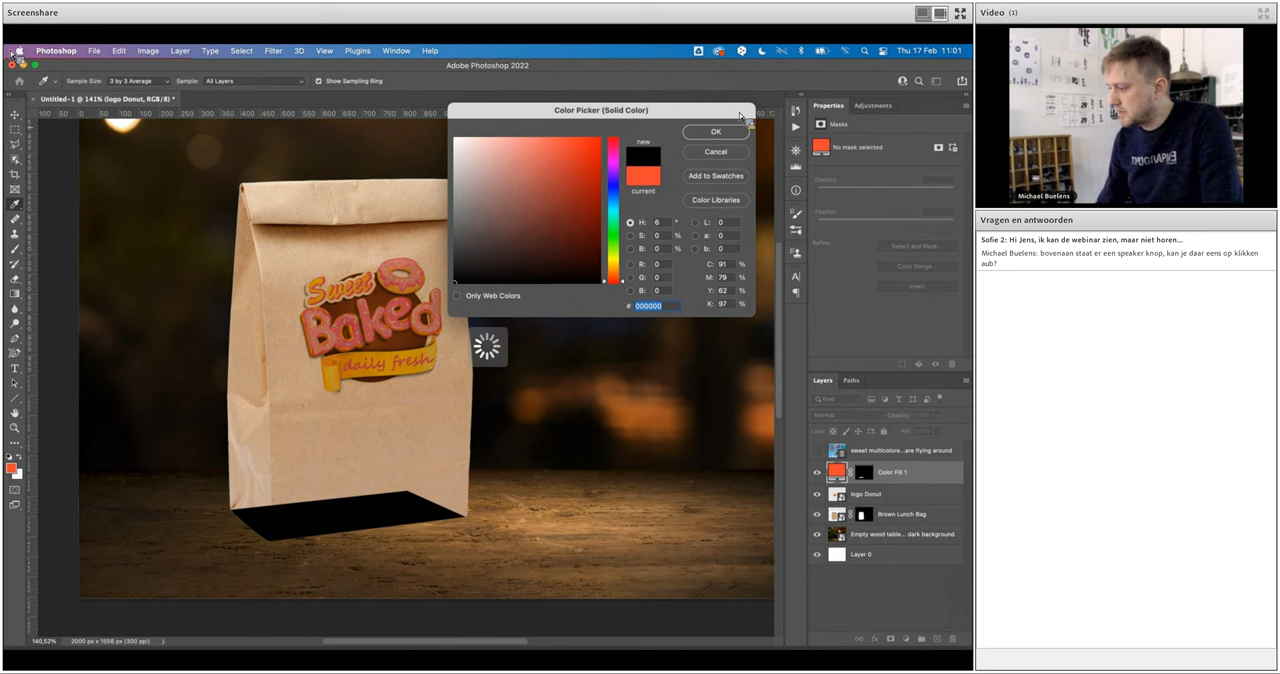 Screenshare
Photoshop File Edit Image Layer Type Select Filter 3D View Plugins Window Help
Thu 17 Feb 11:01
Adobe Photoshop 2022
Sample Size: 3 by 3 Average Sample: All Layers Show Sampling Ring
Untitled-1 @ 141% (logo Donut, RGB/8) *
Color Picker (Solid Color)
new
current
OK
Cancel
Add to Swatches
Color Libraries
H: 6 °
S: 0 %
B: 0 %
R: 0
G: 0
B: 0
# 000000
L: 0
a: 0
b: 0
C: 91 %
M: 79 %
Y: 62 %
K: 97 %
Only Web Colors
Sweet
Baked
daily fresh
Properties Adjustments
Masks
No mask selected
Density:
Feather:
Refine:
Select and Mask...
Color Range...
Invert
Layers Paths
Kind
Normal Opacity: 100%
Lock: Fill:
sweet multicolore...are flying around
Color Fill 1
logo Donut
Brown Lunch Bag
Empty wood table... dark background
Layer 0
140,52% 2000 px x 1556 px (300 ppi)
Video (1)
TYPOGRAPHE
Michael Buelens
Vragen en antwoorden
Sofie 2: Hi Jens, ik kan de webinar zien, maar niet horen...
Michael Buelens: bovenaan staat er een speaker knop, kan je daar eens op klikken
aub?